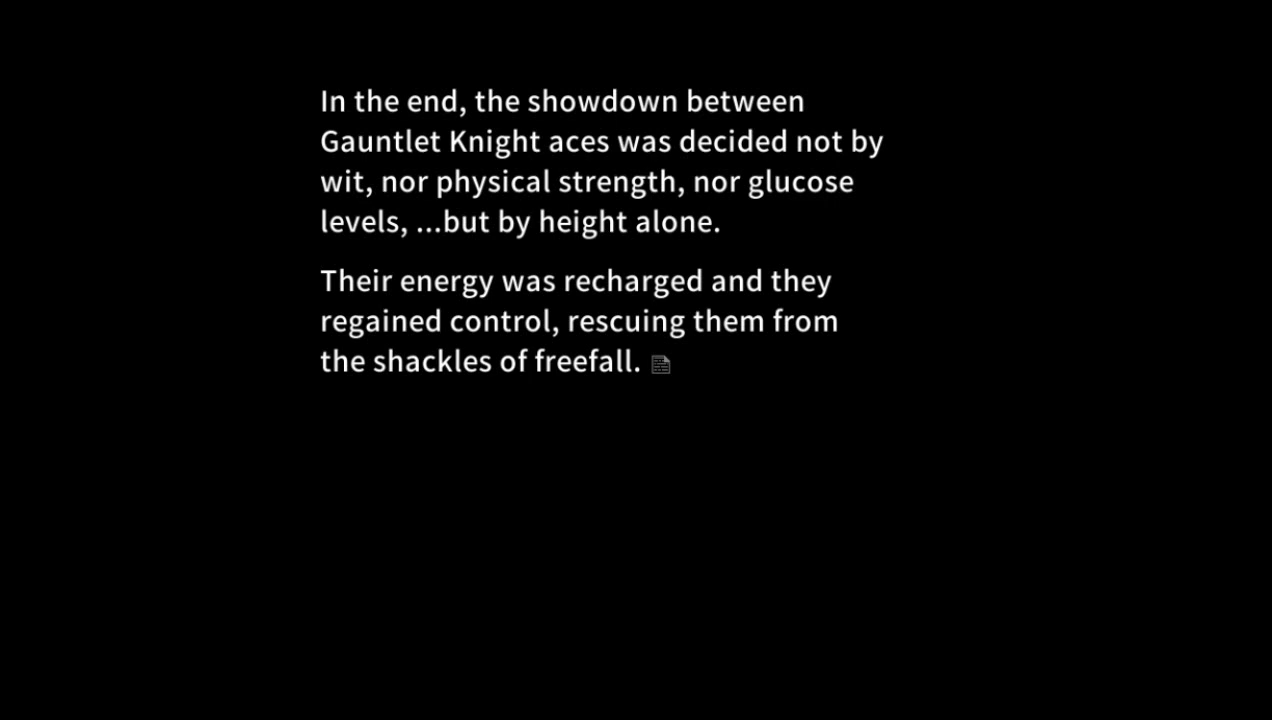 In the end, the showdown between
Gauntlet Knight aces was decided not by
wit, nor physical strength, nor glucose
levels, ...but by height alone.
Their energy was recharged and they
regained control, rescuing them from
the shackles of freefall.